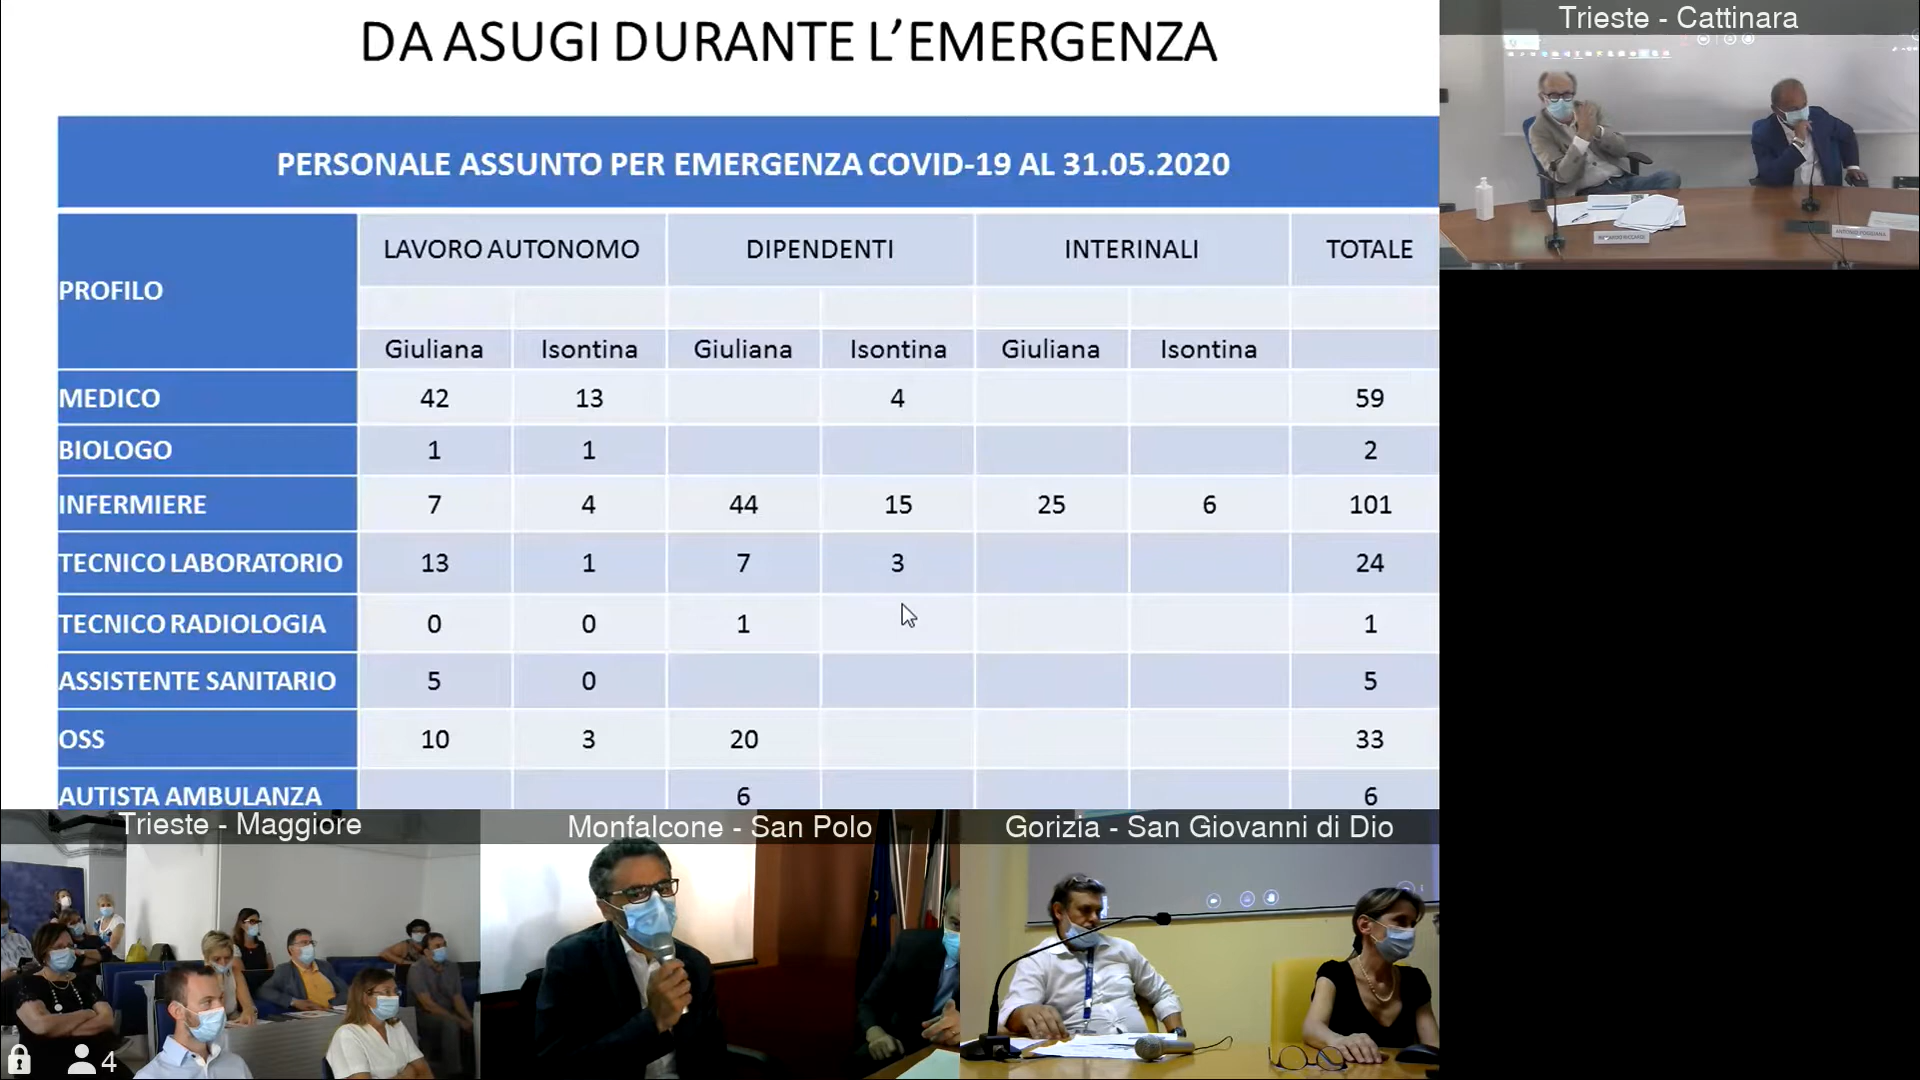 DA ASUGI DURANTE L'EMERGENZA
PERSONALE ASSUNTO PER EMERGENZA COVID-19 AL 31.05.2020
PROFILO LAVORO AUTONOMO DIPENDENTI INTERINALI TOTALE
Giuliana Isontina Giuliana Isontina Giuliana Isontina
MEDICO 42 13 4 59
BIOLOGO 1 1 2
INFERMIERE 7 4 44 15 25 6 101
TECNICO LABORATORIO 13 1 7 3 24
TECNICO RADIOLOGIA 0 0 1 1
ASSISTENTE SANITARIO 5 0 5
OSS 10 3 20 33
AUTISTA AMBULANZA 6 6
Trieste - Cattinara
Trieste - Maggiore
Monfalcone - San Polo
Gorizia - San Giovanni di Dio
4